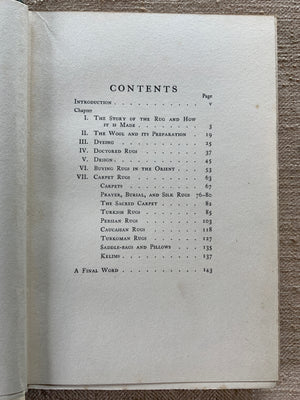 CONTENTS
Page
INTRODUCTION . . . . . . . . . . v
Chapter
I. THE STORY OF THE RUG AND HOW
IT IS MADE . . . . . . . . 3
II. THE WOOL AND ITS PREPARATION . 19
III. DYEING . . . . . . . . . . 25
IV. DOCTORED RUGS . . . . . . . 37
V. DESIGN . . . . . . . . . . 45
VI. BUYING RUGS IN THE ORIENT . . 53
VII. CARPET RUGS . . . . . . . . 63
CARPETS . . . . . . . . 67
PRAYER, BURIAL, AND SILK RUGS 76-80
THE SACRED CARPET . . . . . 82
TURKISH RUGS . . . . . . . 85
PERSIAN RUGS . . . . . . . 103
CAUCASIAN RUGS . . . . . . 118
TURKOMAN RUGS . . . . . . 127
SADDLE-BAGS AND PILLOWS . . 135
KELIMS . . . . . . . . . 137
A FINAL WORD . . . . . . . . . 143